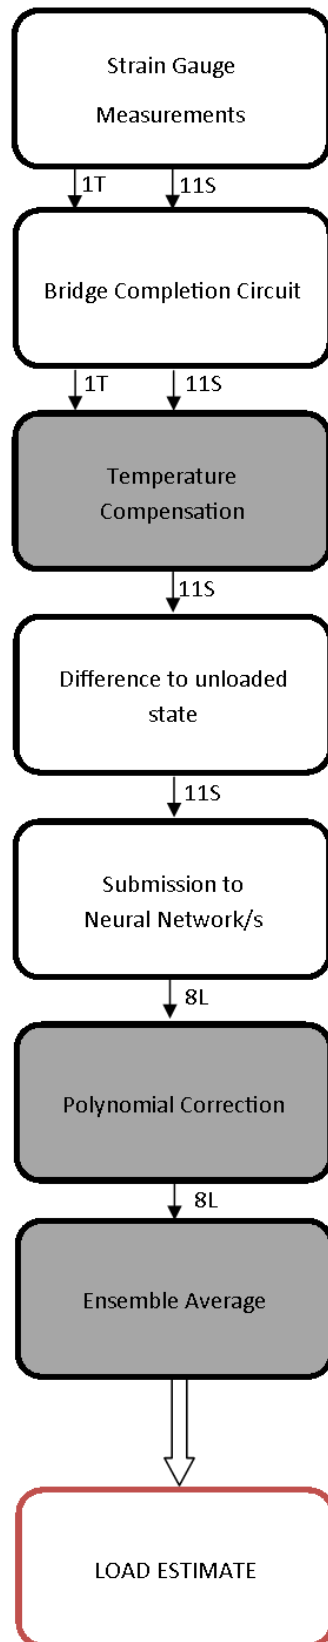 Strain Gauge
Measurements
1T
11S
Bridge Completion Circuit
1T
11S
Temperature
Compensation
11S
Difference to unloaded
state
11S
Submission to
Neural Network/s
8L
Polynomial Correction
8L
Ensemble Average
LOAD ESTIMATE